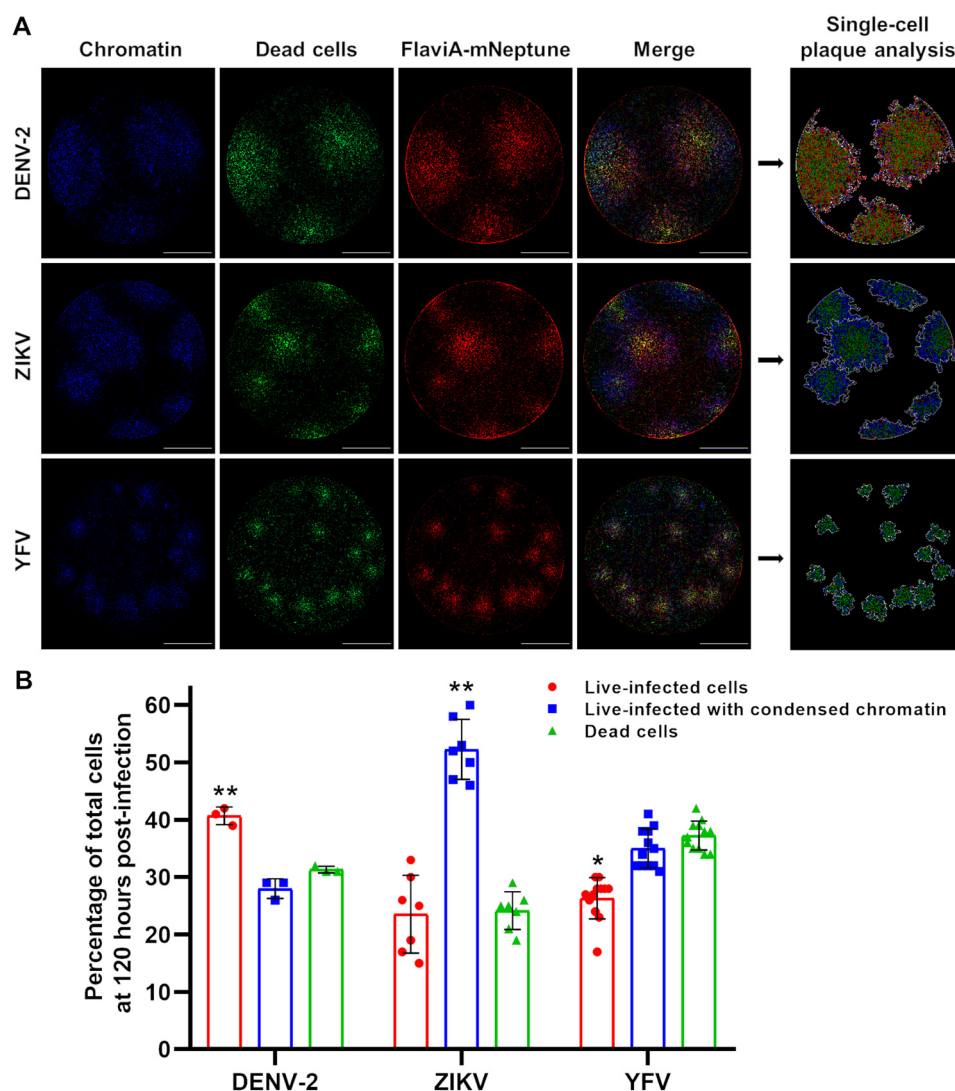 A
Chromatin
Dead cells
FlaviA-mNeptune
Merge
Single-cell
plaque analysis
DENV-2
ZIKV
YFV
B
Live-infected cells
Live-infected with condensed chromatin
Dead cells
Percentage of total cells
at 120 hours post-infection
60
50
40
30
20
10
0
**
**
*
DENV-2
ZIKV
YFV